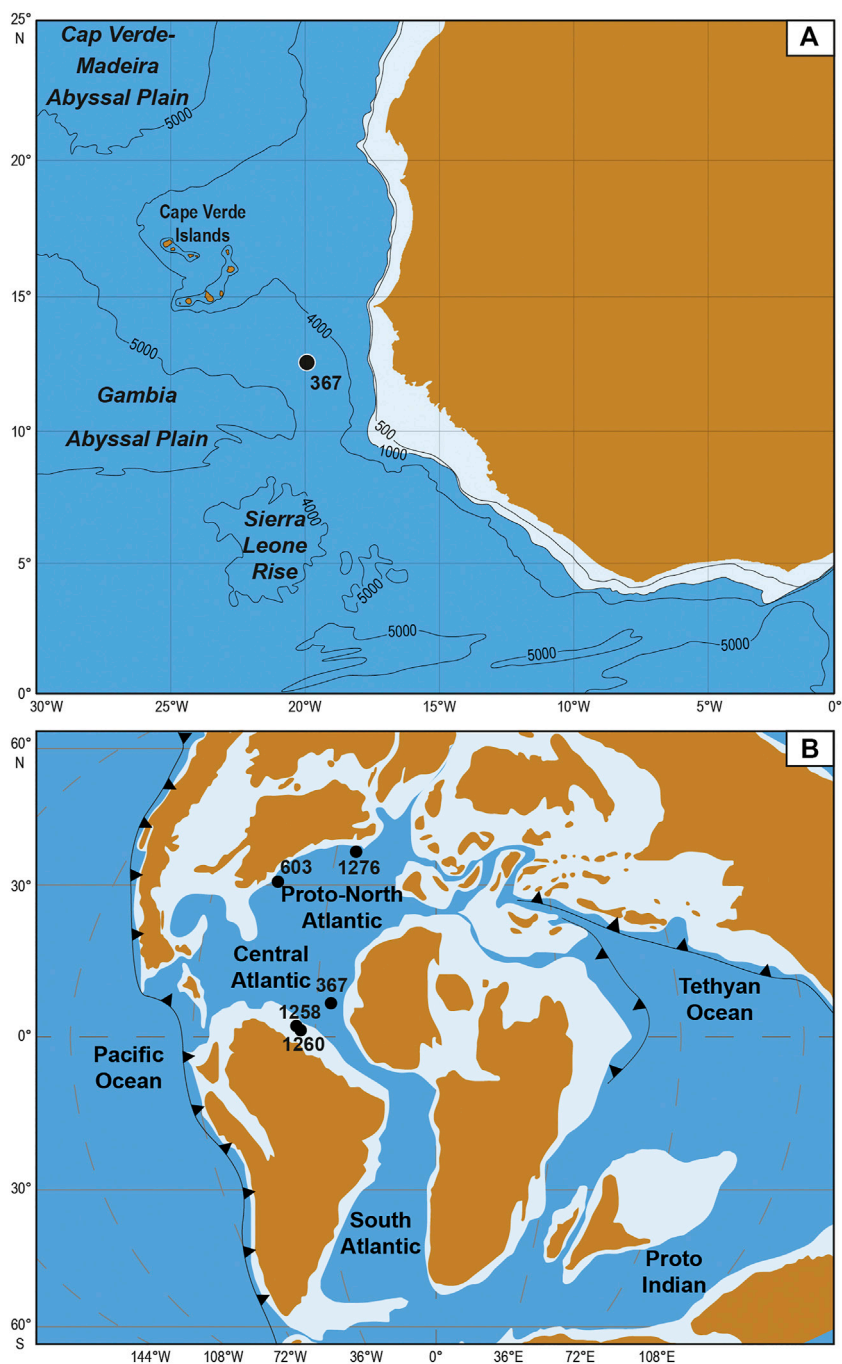 25°
N
A
Cap Verde-
Madeira
Abyssal Plain
5000
20°
Cape Verde
Islands
15°
4000
5000
367
Gambia
Abyssal Plain
10°
500
1000
4000
Sierra
Leone
Rise
5°
5000
5000
5000
5000
0°
30°W
25°W
20°W
15°W
10°W
5°W
0°
60°
N
B
603
1276
30°
Proto-North
Atlantic
Central
Atlantic
367
Tethyan
Ocean
1258
0°
1260
Pacific
Ocean
30°
South
Atlantic
Proto
Indian
60°
S
144°W
108°W
72°W
36°W
0°
36°E
72°E
108°E